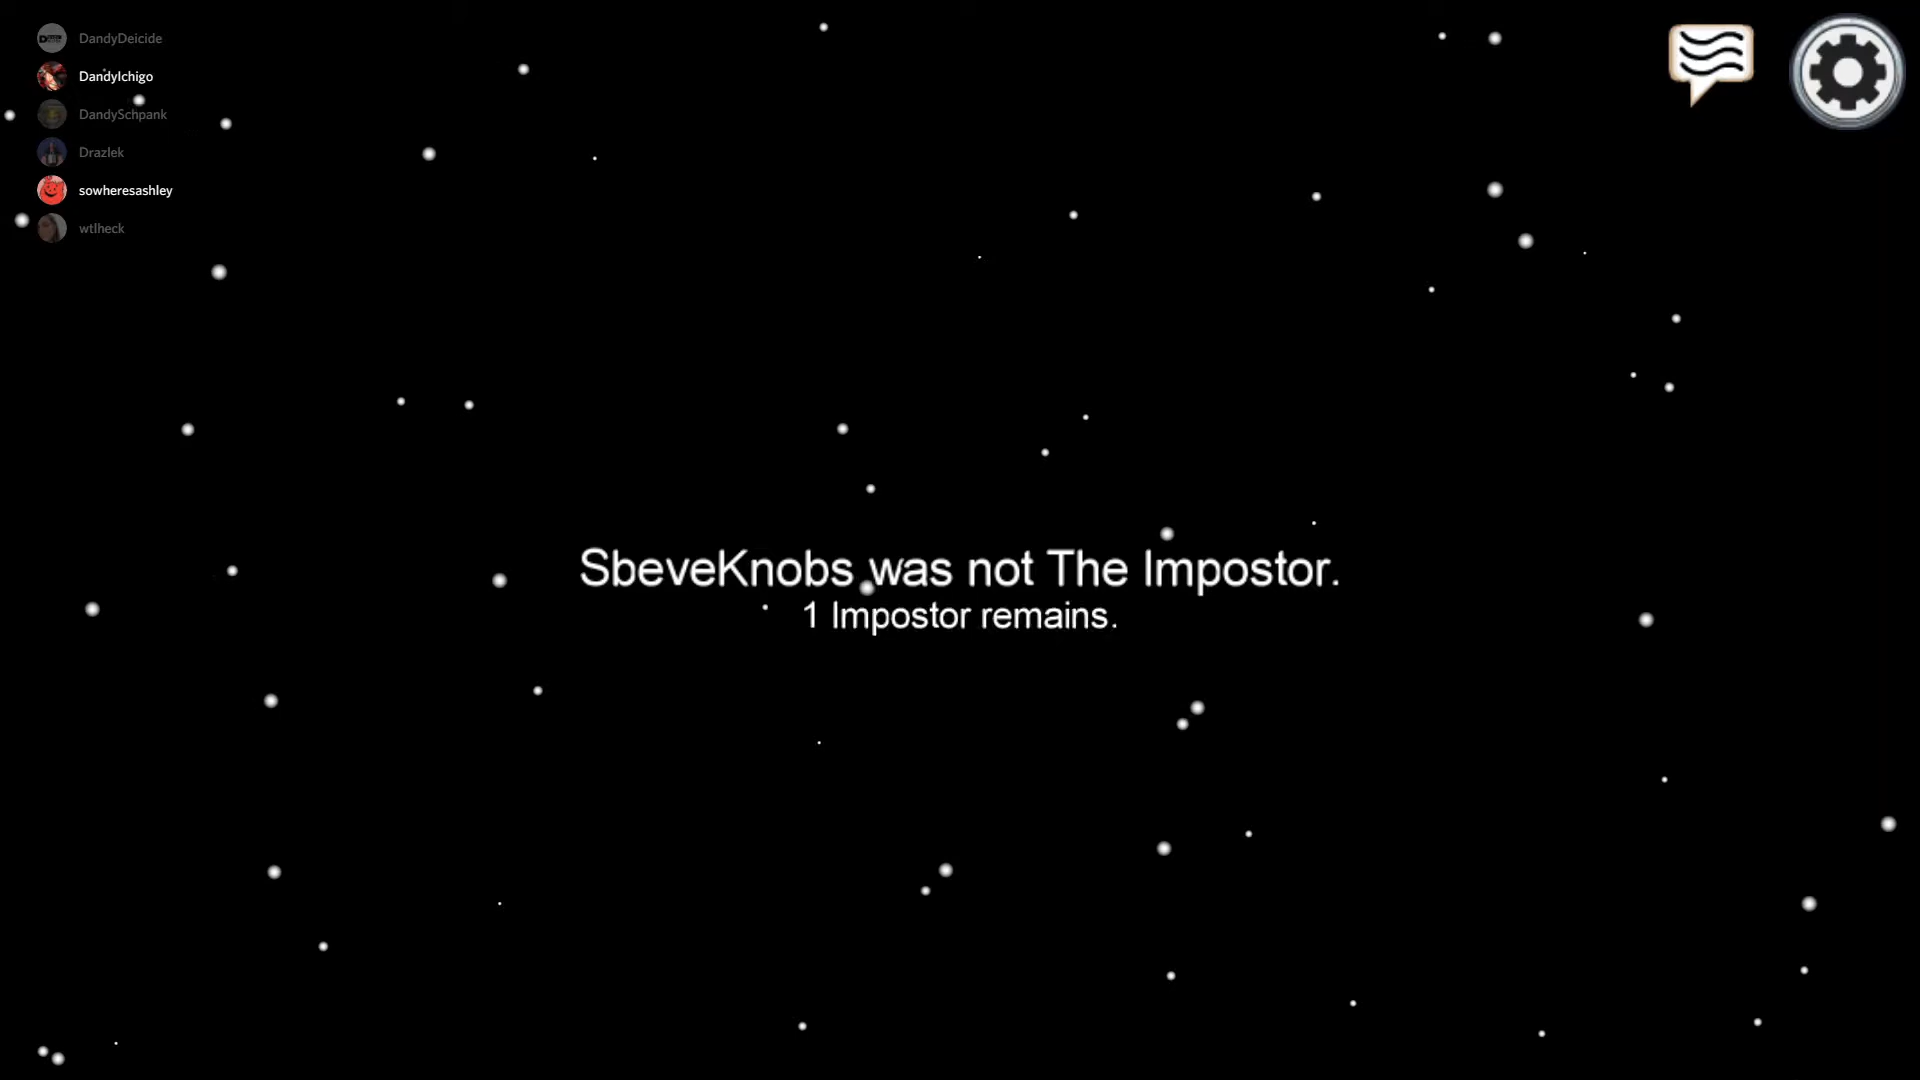 DandyDeicide
DandyIchigo
DandySchpank
Drazlek
sowheresashley
wtlheck
SbeveKnobs was not The Impostor.
1 Impostor remains.